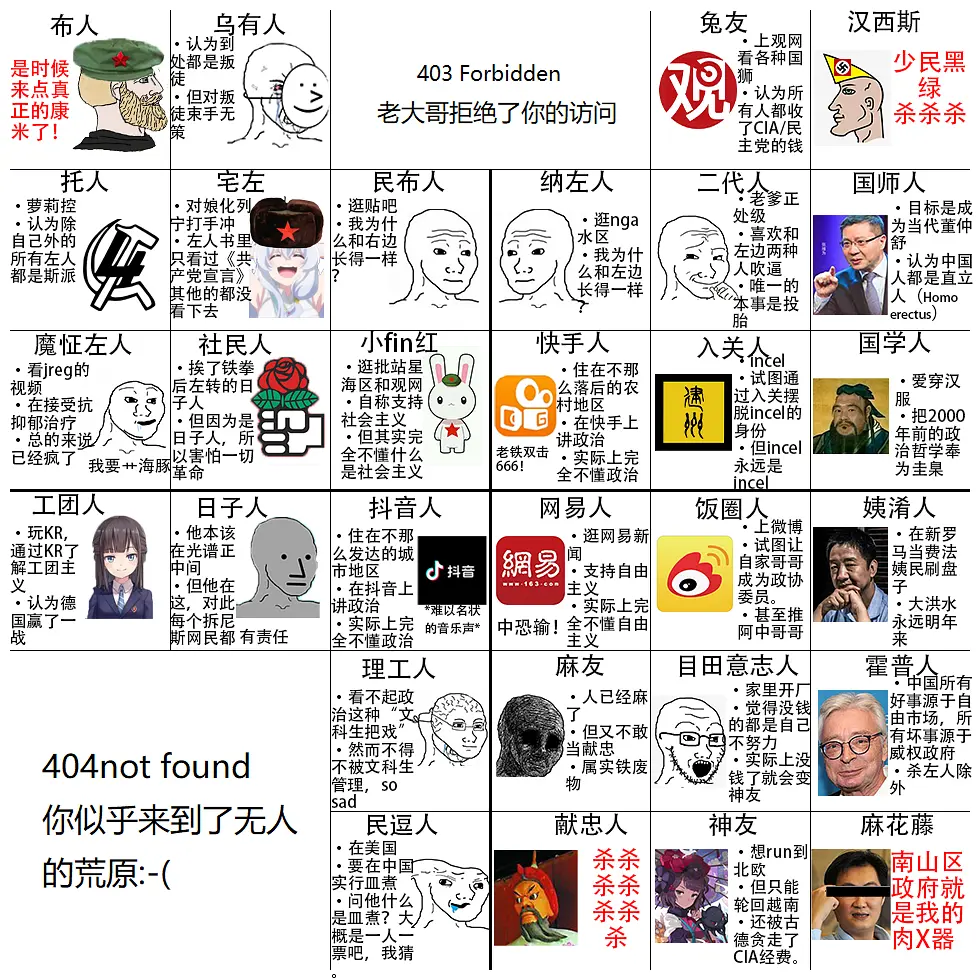 布人
是时候
来点真
正的康
米了!
乌有人
・认为到
处都是叛
徒
・但对叛
徒束手无
策
403 Forbidden
老大哥拒绝了你的访问
兔友
观
・上观网
看各种国
狮
・认为所
有人都收
了CIA/民
主党的钱
汉西斯
少民黑
绿
杀杀杀
托人
・萝莉控
・认为除
自己外的
所有左人
都是斯派
4
宅左
・对娘化列
宁打手冲
・左人书里
只看过《共
产党宣言》
其他的都没
看下去
民布人
・逛贴吧
・我为什
么和右边
长得一样
?
纳左人
・逛nga
水区
・我为什
么和左边
长得一样
?
二代人
・老爹正
处级
・喜欢和
左边两种
人吹逼
・唯一的
本事是投
胎
国师人
・目标是成
为当代董仲
舒
・认为中国
人都是直立
人(Homo
erectus)
魔怔左人
・看jreg的
视频
・在接受抗
抑郁治疗
・总的来说
已经疯了
我要艹海豚
社民人
・挨了铁拳
后左转的日
子人
・但因为是
日子人，所
以害怕一切
革命
小fin红
・逛批站星
海区和观网
・自称支持
社会主义
・但其实完
全不懂什么
是社会主义
快手人
老铁双击
666!
・住在不那
么落后的农
村地区
・在快手上
讲政治
・实际上完
全不懂政治
入关人
建州
・incel
・试图通
过入关摆
脱incel的
身份
・但incel
永远是
incel
国学人
・爱穿汉
服
・把2000
年前的政
治哲学奉
为圭臬
工团人
・玩KR，
通过KR了
解工团主
义
・认为德
国赢了一
战
日子人
・他本该
在光谱正
中间
・但他在
这，对此
每个拆尼
斯网民都有责任
抖音人
・住在不那
么发达的城
市地区
・在抖音上
讲政治
・实际上完
全不懂政治
抖音
*难以名状
的音乐声*
网易人
網易
www.163.com
中恐输!
・逛网易新
闻
・支持自由
主义
・实际上完
全不懂自由
主义
饭圈人
・上微博
・试图让
自家哥哥
成为政协
委员。
・甚至推
阿中哥哥
姨淆人
・在新罗
马当费法
姨民刷盘
子
・大洪水
永远明年
来
404not found
你似乎来到了无人
的荒原:-(
理工人
・看不起政
治这种“文
科生把戏”
・然而不得
不被文科生
管理，so
sad
麻友
・人已经麻
了
・但又不敢
当献忠
・属实铁废
物
目田意志人
・家里开厂
・觉得没钱
的都是自己
不努力
・实际上没
钱了就会变
神友
霍普人
・中国所有
好事源于自
由市场，所
有坏事源于
威权政府
・杀左人除
外
民逗人
・在美国
・要在中国
实行皿煮
・问他什么
是皿煮？大
概是一人一
票吧，我猜
。
献忠人
杀杀
杀杀
杀杀
杀
神友
・想run到
北欧
・但只能
轮回越南
・还被古
德贪走了
CIA经费。
麻花藤
南山区
政府就
是我的
肉X器